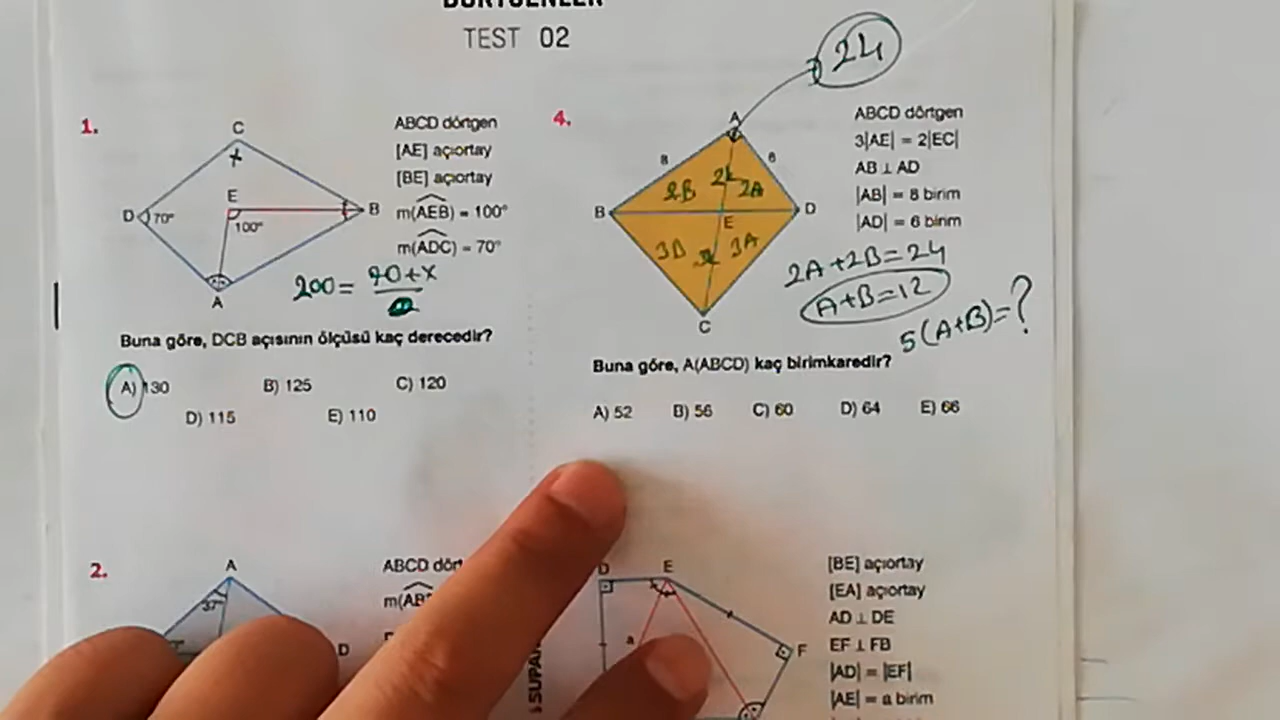 DÖRTGENLER
TEST 02
1.
C
x
D
70°
E
B
100°
A
ABCD dörtgen
[AE] açıortay
[BE] açıortay
m(AEB) = 100°
m(ADC) = 70°
200 = 70+x
Buna göre, DCB açısının ölçüsü kaç derecedir?
A) 130
B) 125
C) 120
D) 115
E) 110
24
4.
A
8
6
2B
2k
2A
B
E
D
3B
3A
C
ABCD dörtgen
3|AE| = 2|EC|
AB ⊥ AD
|AB| = 8 birim
|AD| = 6 birim
2A+2B=24
A+B=12
5(A+B)=?
Buna göre, A(ABCD) kaç birimkaredir?
A) 52
B) 56
C) 60
D) 64
E) 66
2.
A
37°
D
ABCD
D
E
a
F
[BE] açıortay
[EA] açıortay
AD ⊥ DE
EF ⊥ FB
|AD| = |EF|
|AE| = a birim